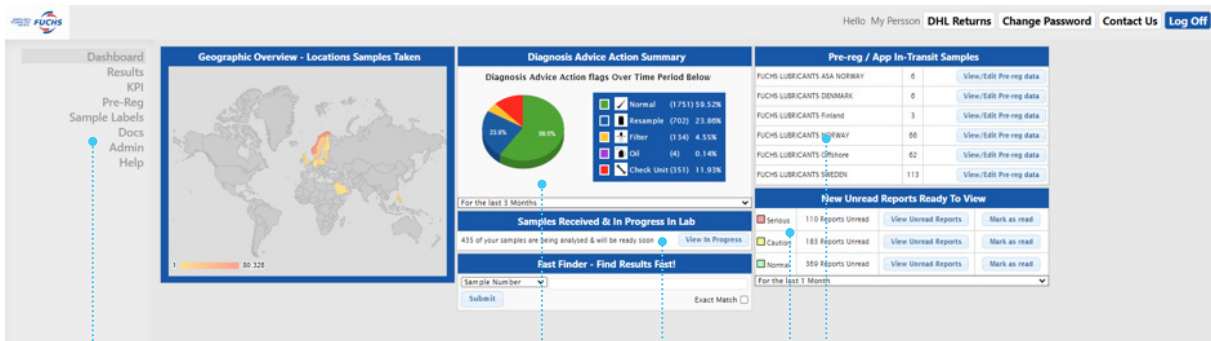 FUCHS
Hello My Persson DHL Returns Change Password Contact Us Log Off
Dashboard
Results
KPI
Pre-Reg
Sample Labels
Docs
Admin
Help
Geographic Overview - Locations Samples Taken
1 80.328
Diagnosis Advice Action Summary
Diagnosis Advice Action flags Over Time Period Below
23.9% 59.5%
Normal (1751) 59.52%
Resample (702) 23.86%
Filter (134) 4.55%
Oil (4) 0.14%
Check Unit (351) 11.93%
For the last 3 Months
Samples Received & In Progress In Lab
435 of your samples are being analysed & will be ready soon View In Progress
Fast Finder - Find Results Fast!
Sample Number
Submit Exact Match
Pre-reg / App In-Transit Samples
FUCHS LUBRICANTS ASA NORWAY 6 View/Edit Pre-reg data
FUCHS LUBRICANTS DENMARK 6 View/Edit Pre-reg data
FUCHS LUBRICANTS Finland 3 View/Edit Pre-reg data
FUCHS LUBRICANTS NORWAY 66 View/Edit Pre-reg data
FUCHS LUBRICANTS Offshore 62 View/Edit Pre-reg data
FUCHS LUBRICANTS SWEDEN 113 View/Edit Pre-reg data
New Unread Reports Ready To View
Serious 110 Reports Unread View Unread Reports Mark as read
Caution 183 Reports Unread View Unread Reports Mark as read
Normal 369 Reports Unread View Unread Reports Mark as read
For the last 1 Month